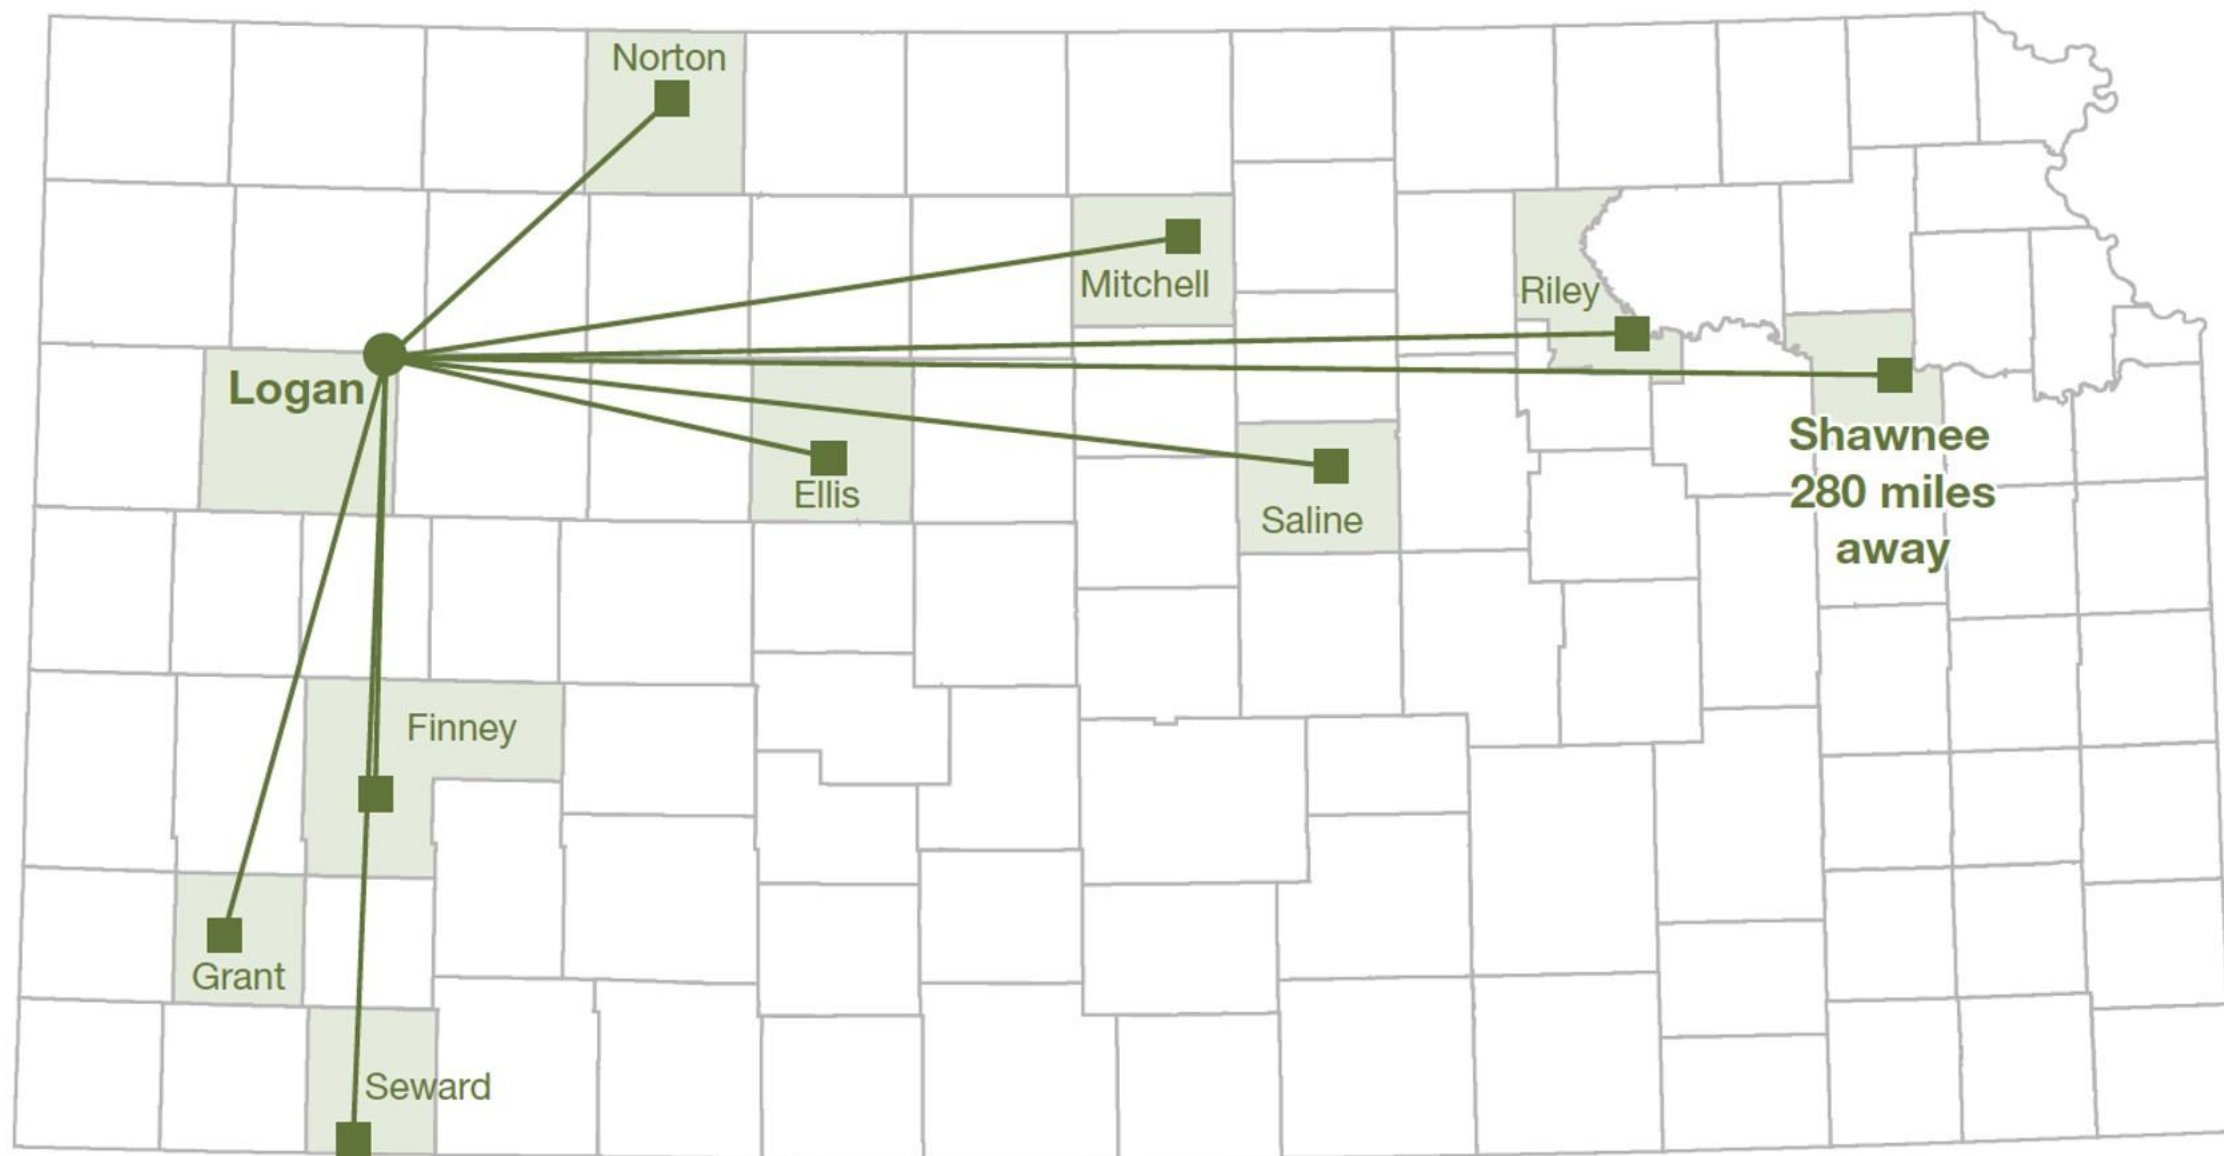 Norton
Mitchell
Riley
Logan
Shawnee
280 miles
away
Ellis
Saline
Finney
Grant
Seward